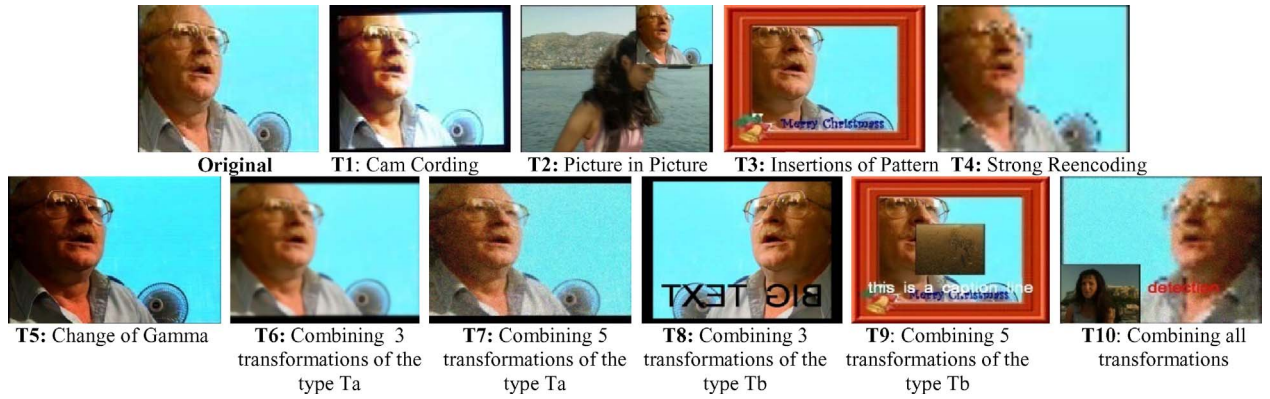 Merry Christmass
Original
T1: Cam Cording
T2: Picture in Picture
T3: Insertions of Pattern
T4: Strong Reencoding
BIG TEXT
this is a caption line
Merry Christmass
detection
T5: Change of Gamma
T6: Combining 3
transformations of the
type Ta
T7: Combining 5
transformations of the
type Ta
T8: Combining 3
transformations of the
type Tb
T9: Combining 5
transformations of the
type Tb
T10: Combining all
transformations